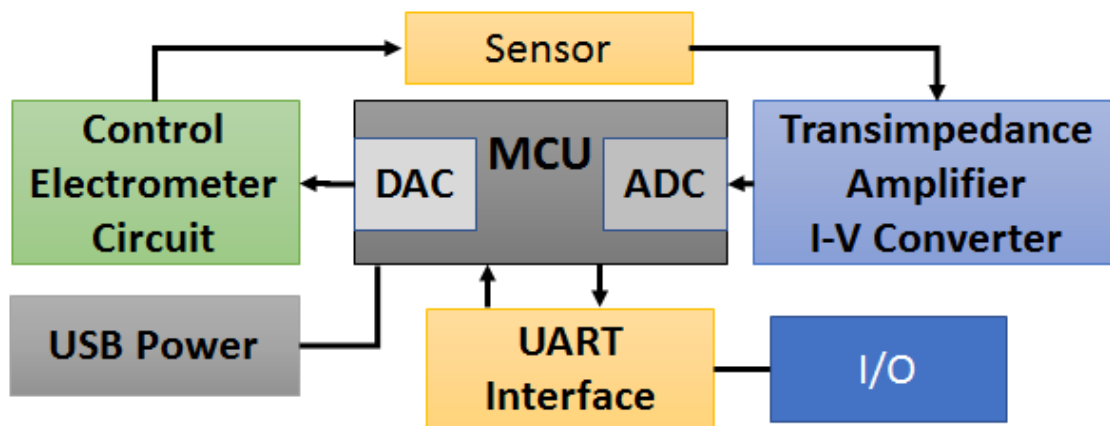 Sensor
Control
Electrometer
Circuit
MCU
DAC
ADC
Transimpedance
Amplifier
I-V Converter
USB Power
UART
Interface
I/O